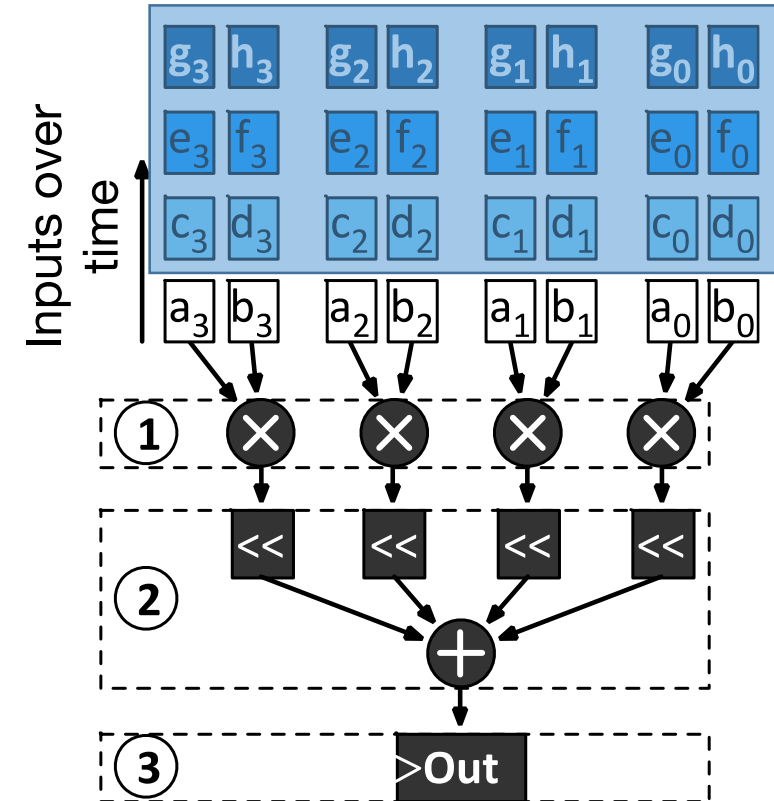 g3 h3 g2 h2 g1 h1 g0 h0
e3 f3 e2 f2 e1 f1 e0 f0
c3 d3 c2 d2 c1 d1 c0 d0
a3 b3 a2 b2 a1 b1 a0 b0
Inputs over
time
1
<< << << <<
2
3
>Out